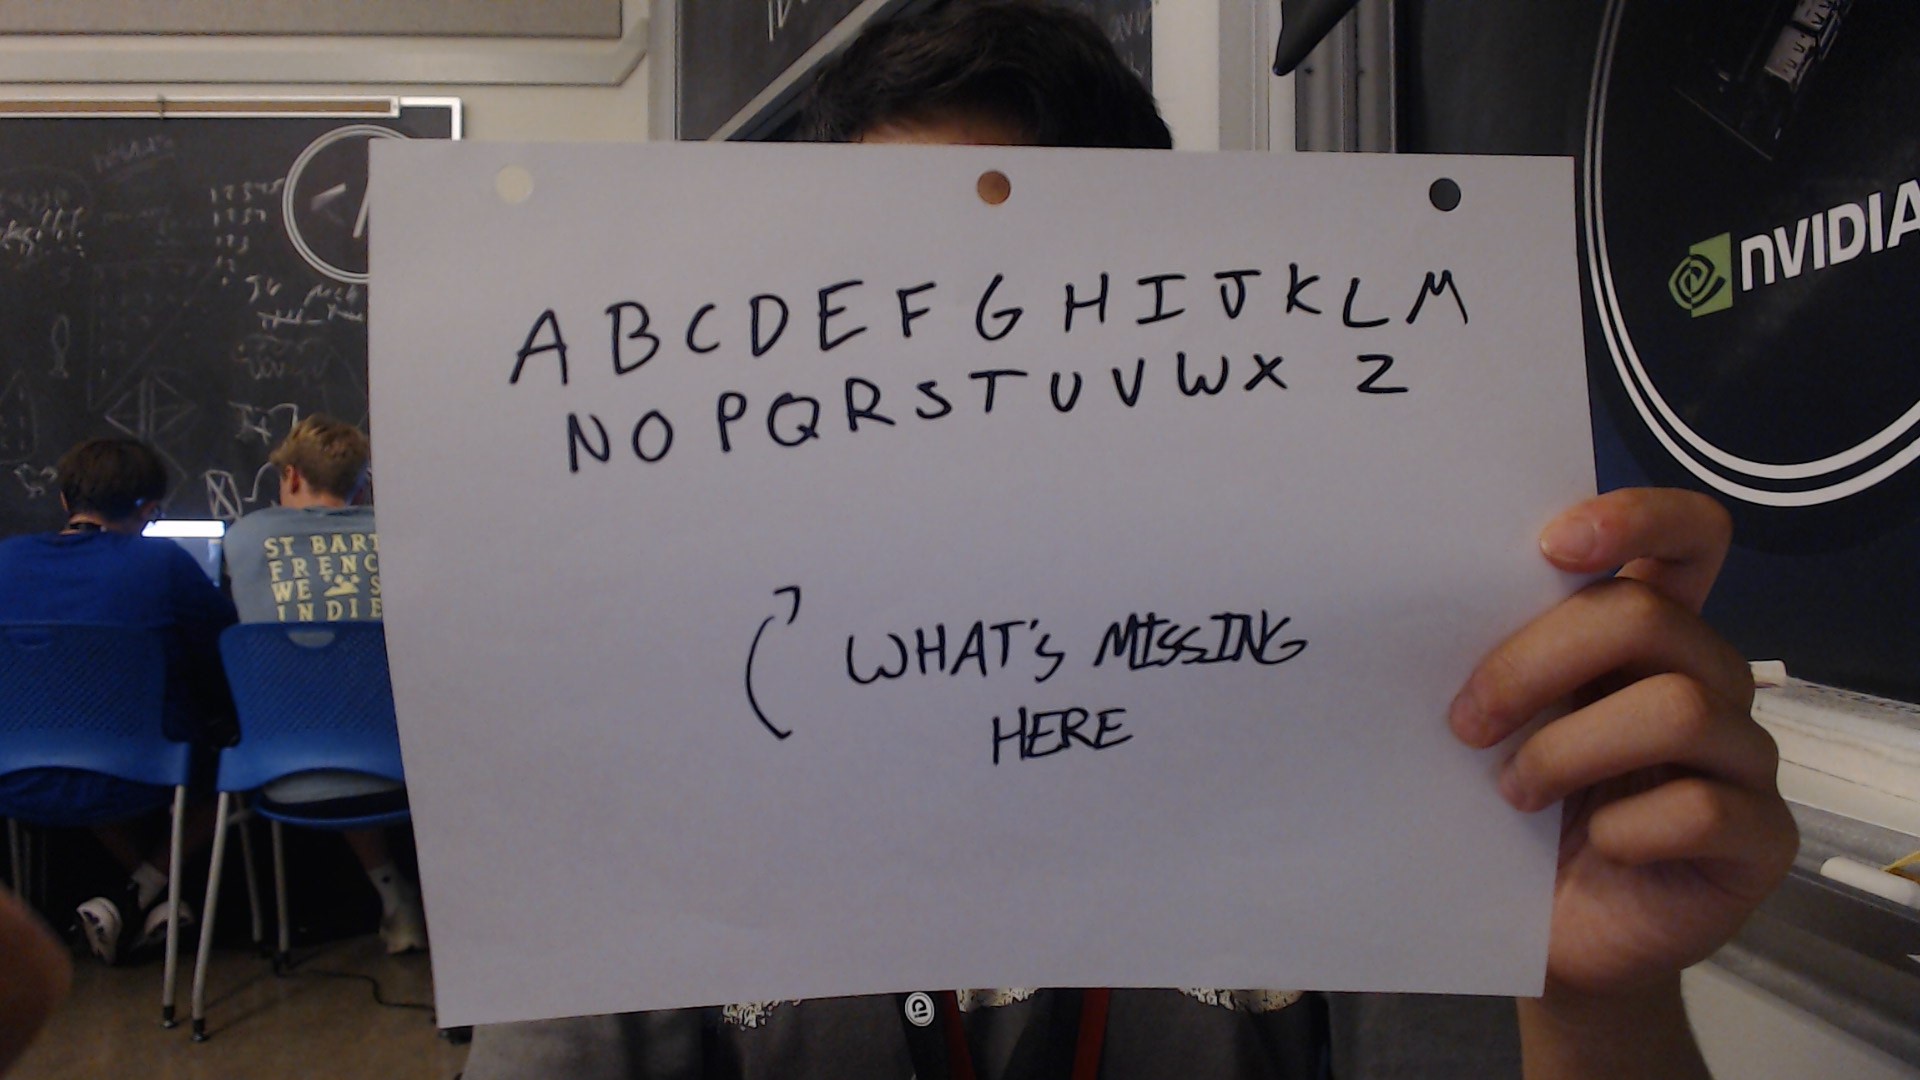 A B C D E F G H I J K L M
N O P Q R S T U V W X Z
WHAT'S MISSING
HERE
NVIDIA
ST BART
FRENC
WE S
INDIE